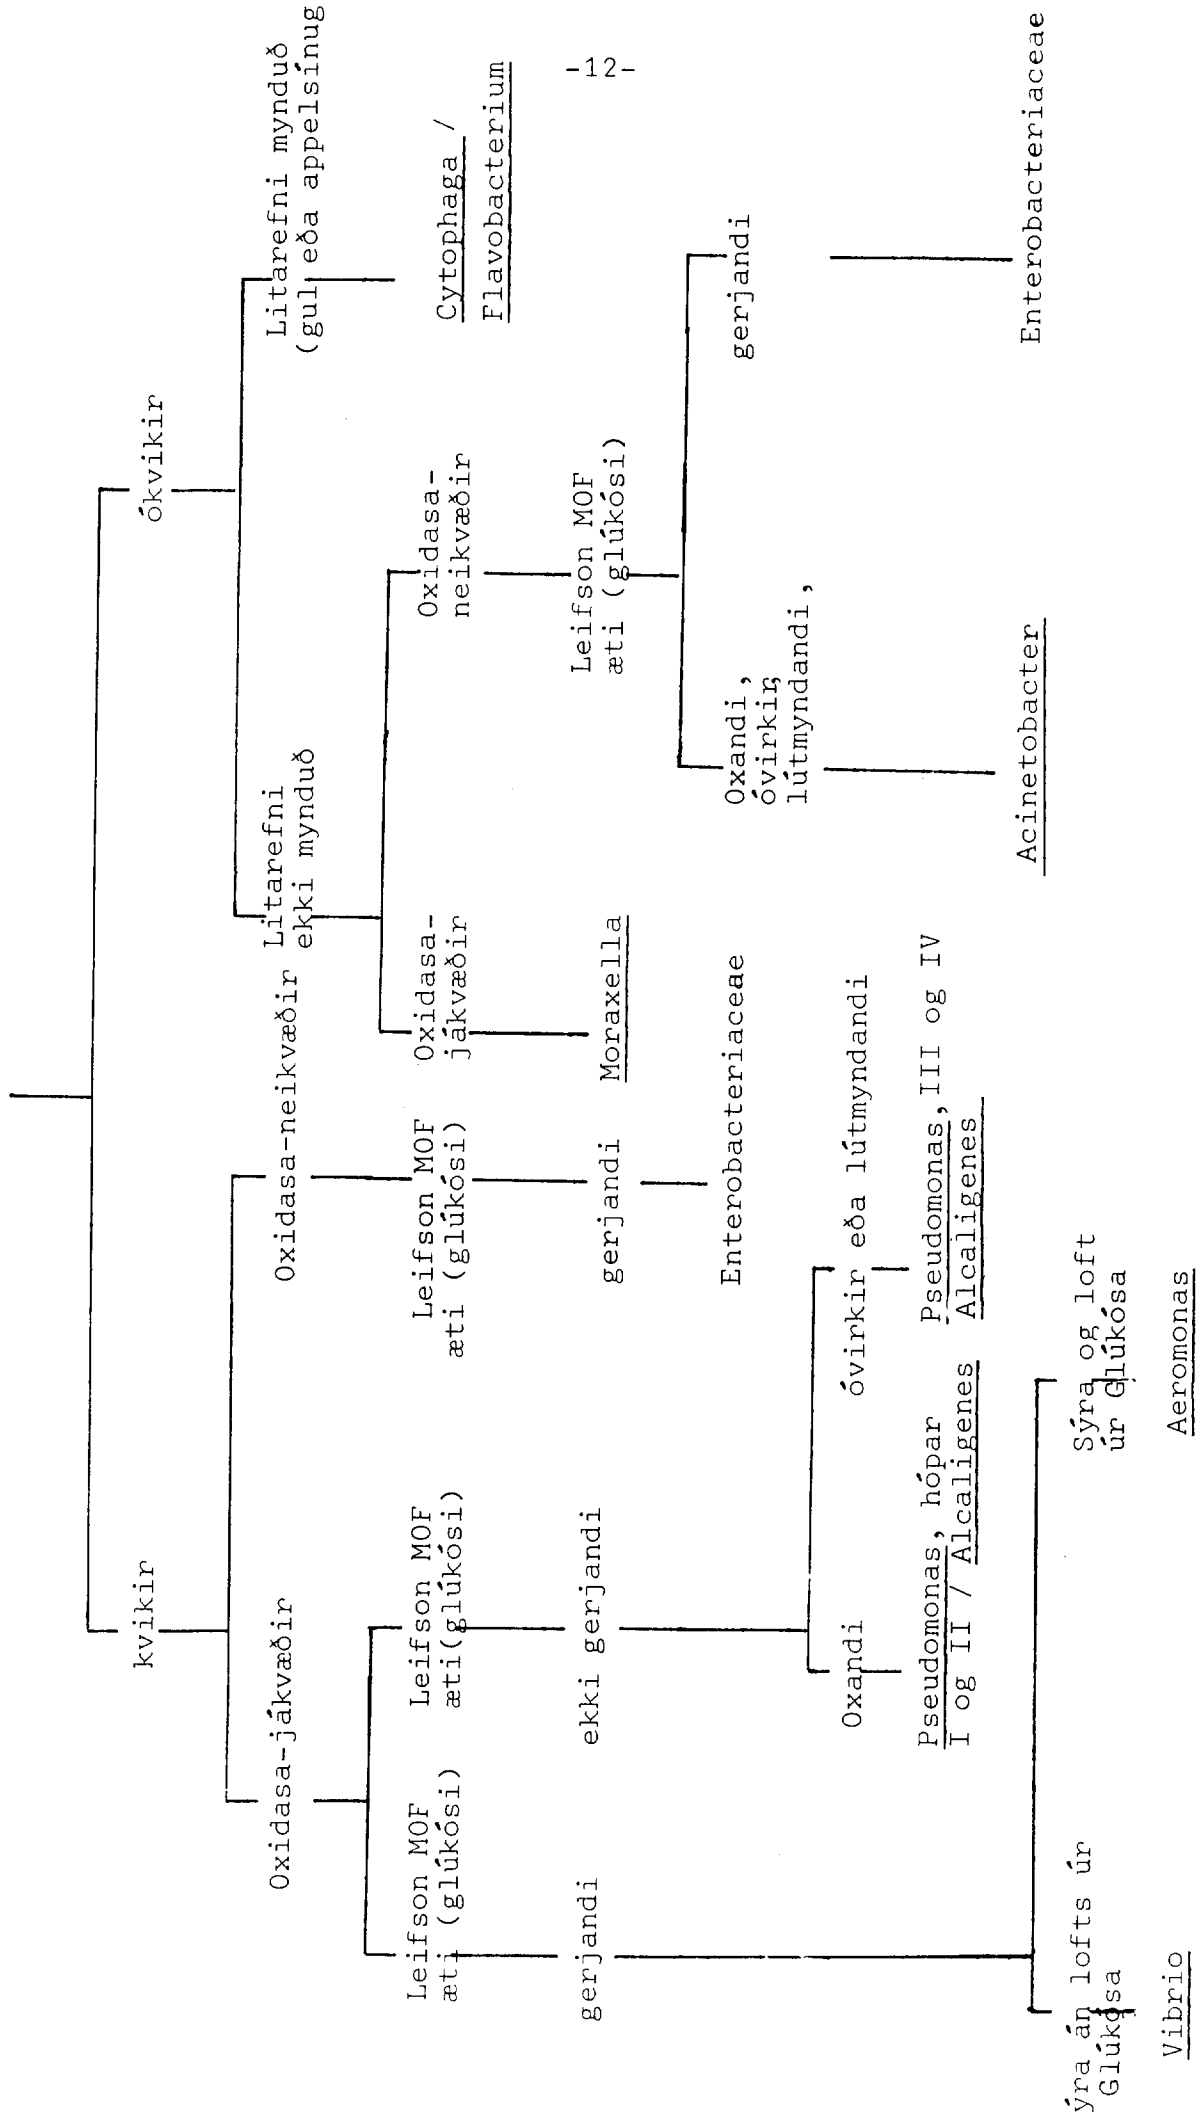 -12-
kvikir
ókvikir
Oxidasa-jákvæðir
Oxidasa-neikvæðir
Litarefni
ekki mynduð
Litarefni mynduð
(gul eða appelsínug
Leifson MOF
æti (glúkósi)
Leifson MOF
æti(glúkósi)
Leifson MOF
æti (glúkósi)
Oxidasa-
jákvæðir
Oxidasa-
neikvæðir
Cytophaga /
Flavobacterium
gerjandi
ekki gerjandi
gerjandi
Moraxella
Leifson MOF
æti (glúkósi)
Enterobacteriaceae
Oxandi,
óvirkir,
lútmyndandi,
gerjandi
Oxandi
óvirkir eða lútmyndandi
Pseudomonas, hópar
I og II / Alcaligenes
Pseudomonas, III og IV
Alcaligenes
Acinetobacter
Enterobacteriaceae
ýra án lofts úr
Glúkósa
Sýra og loft
úr Glúkósa
Vibrio
Aeromonas